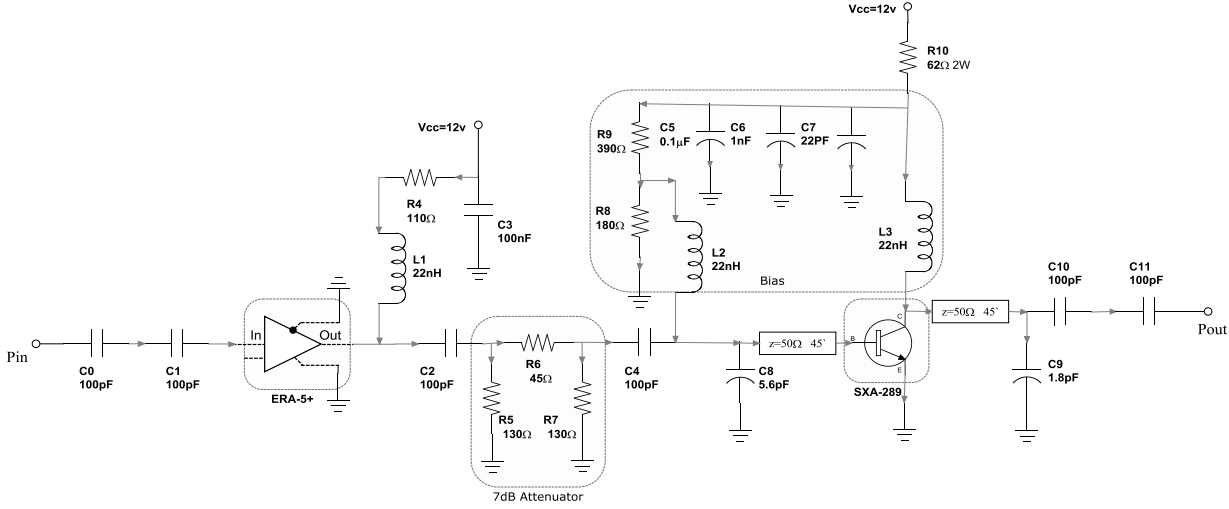 Vcc=12v
R10
62Ω 2W
R9
390Ω
C5
0.1µF
C6
1nF
C7
22PF
Vcc=12v
R4
110Ω
C3
100nF
R8
180Ω
L1
22nH
L2
22nH
L3
22nH
Bias
C10
100pF
C11
100pF
In
Out
Pin
C0
100pF
C1
100pF
ERA-5+
C2
100pF
R6
45Ω
C4
100pF
z=50Ω 45`
B
C
E
SXA-289
z=50Ω 45`
Pout
C8
5.6pF
C9
1.8pF
R5
130Ω
R7
130Ω
7dB Attenuator